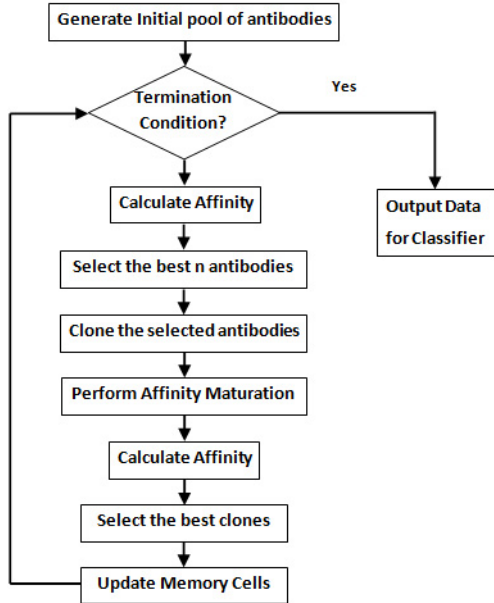 Generate Initial pool of antibodies
Termination
Condition?
Yes
Calculate Affinity
Output Data
for Classifier
Select the best n antibodies
Clone the selected antibodies
Perform Affinity Maturation
Calculate Affinity
Select the best clones
Update Memory Cells